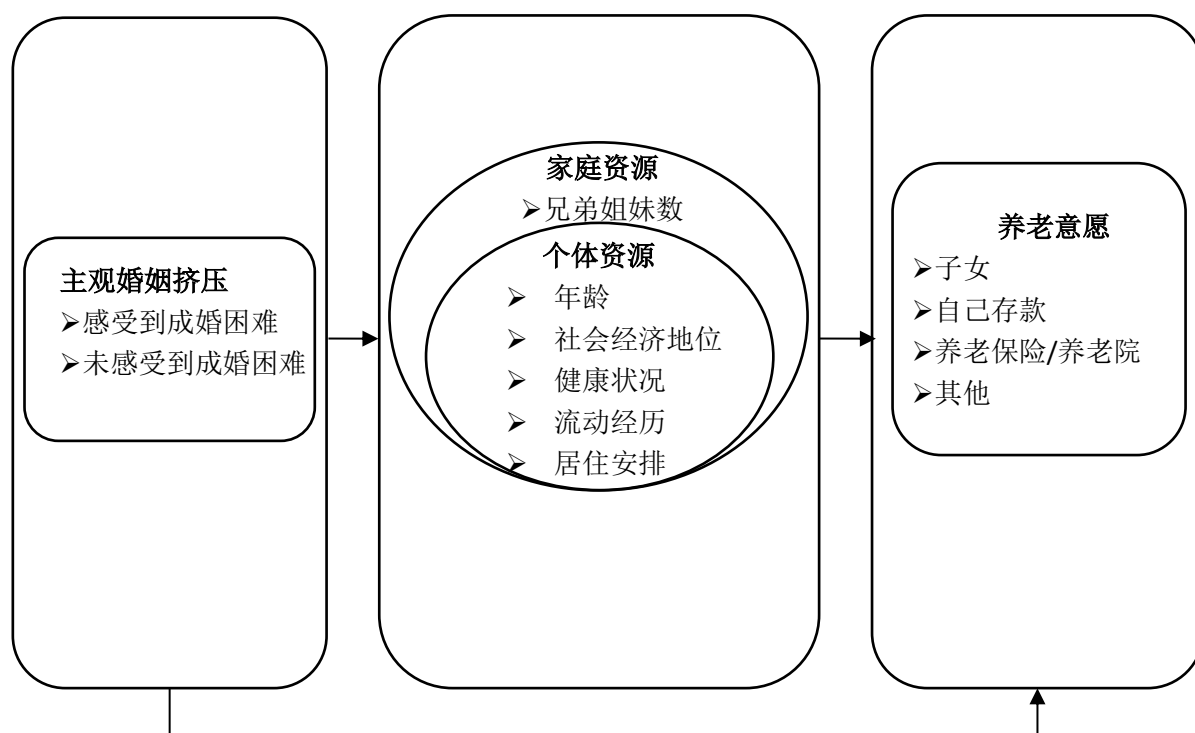 主观婚姻挤压
➢感受到成婚困难
➢未感受到成婚困难
家庭资源
➢兄弟姐妹数
个体资源
➢ 年龄
➢ 社会经济地位
➢ 健康状况
➢ 流动经历
➢ 居住安排
养老意愿
➢子女
➢自己存款
➢养老保险/养老院
➢其他